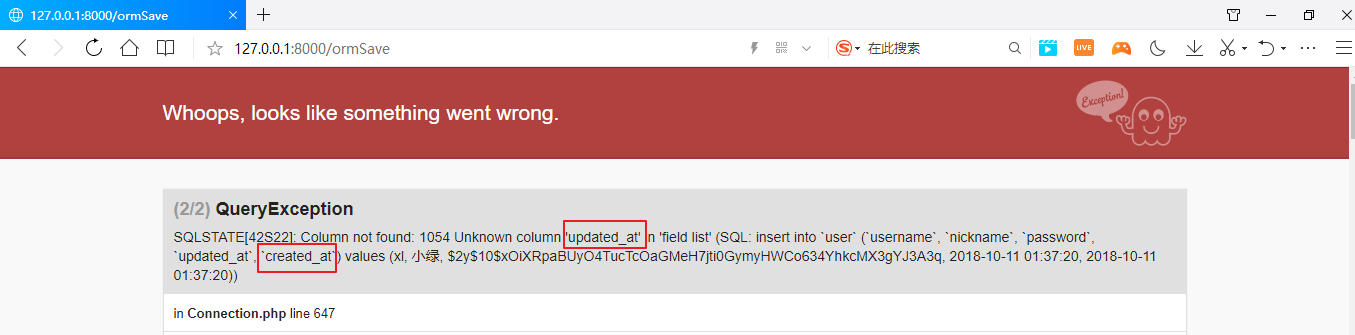 127.0.0.1:8000/ormSave
127.0.0.1:8000/ormSave
在此搜索
LIVE
Whoops, looks like something went wrong.
Exception!
(2/2) QueryException
SQLSTATE[42S22]: Column not found: 1054 Unknown column 'updated_at' in 'field list' (SQL: insert into `user` (`username`, `nickname`, `password`,
`updated_at`, `created_at`) values (xl, 小绿, $2y$10$xOiXRpaBUyO4TucTcOaGMeH7jti0GymyHWCo634YhkcMX3gYJ3A3q, 2018-10-11 01:37:20, 2018-10-11
01:37:20))
in Connection.php line 647